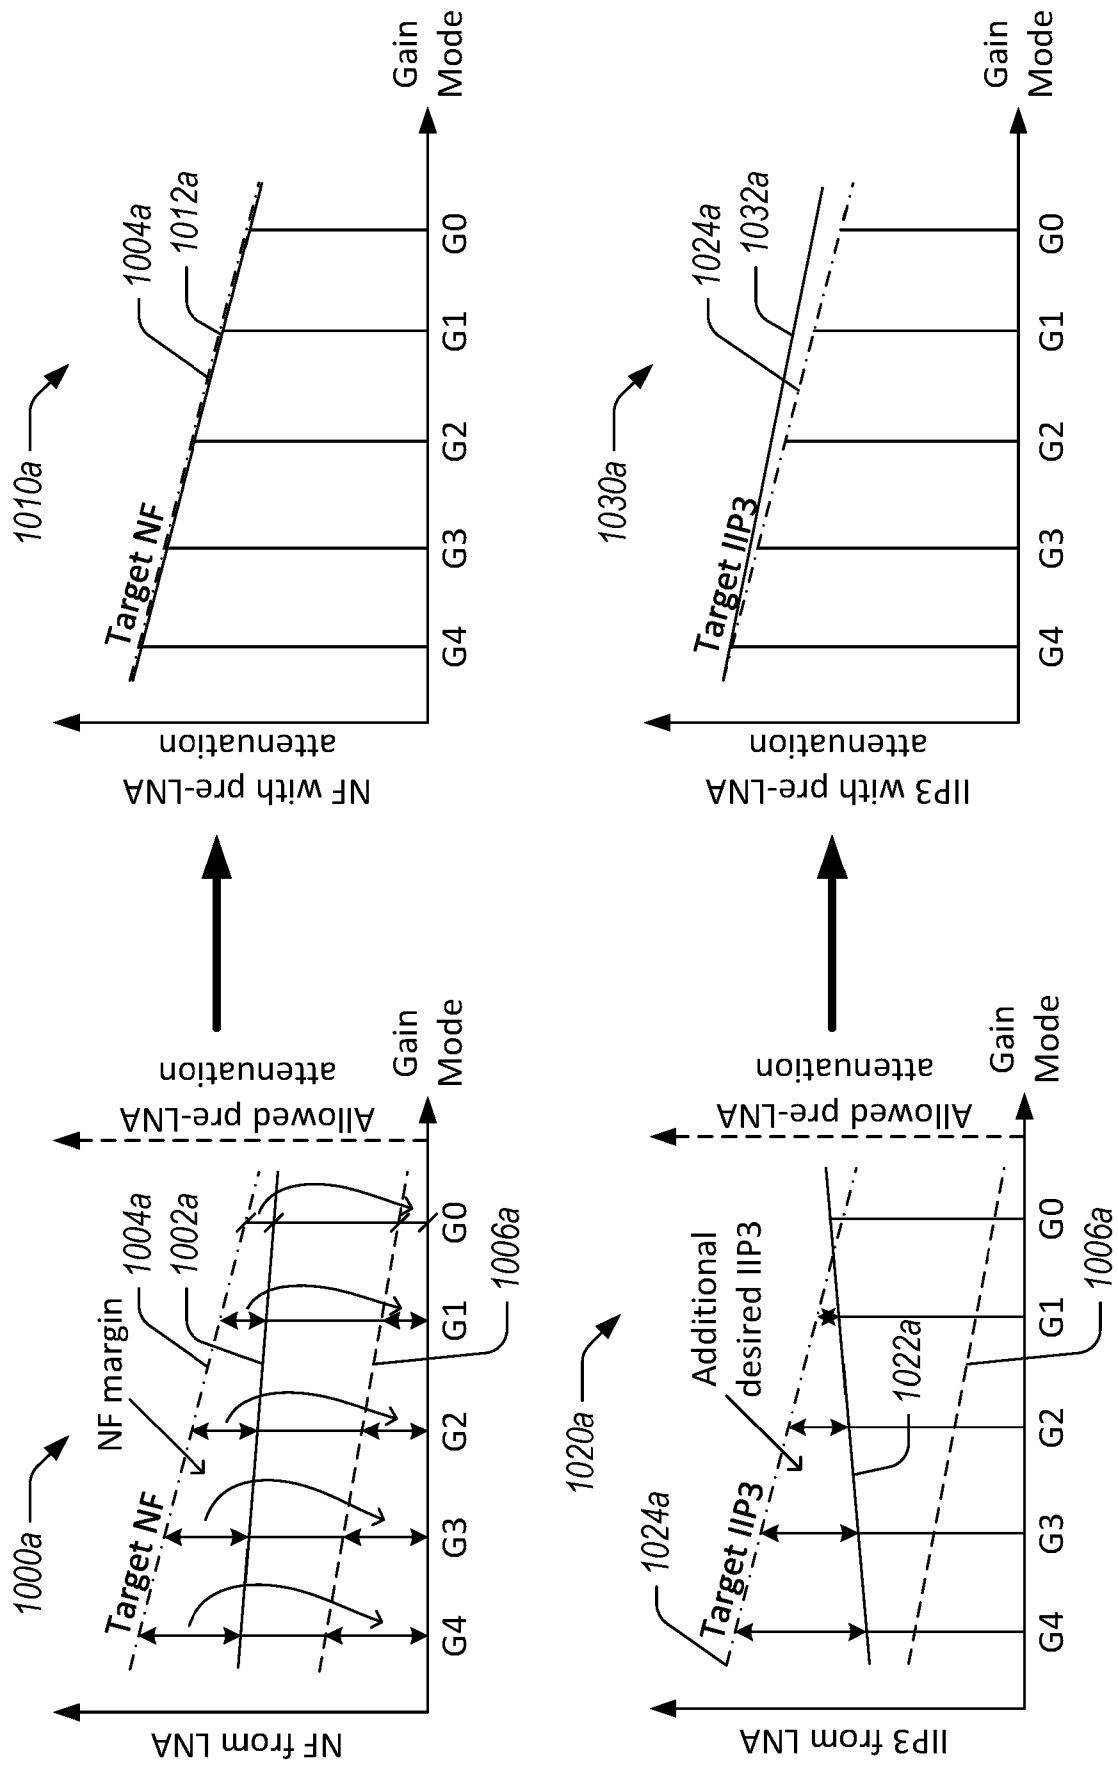 1000a
NF margin
1004a
1002a
Target NF
NF from LNA
G4
G3
G2
G1
G0
1006a
Allowed pre-LNA
attenuation
Gain
Mode
1010a
1004a
1012a
Target NF
NF with pre-LNA
attenuation
G4
G3
G2
G1
G0
Gain
Mode
1020a
1024a
Target IIP3
Additional
desired IIP3
1022a
IIP3 from LNA
G4
G3
G2
G1
G0
1006a
Allowed pre-LNA
attenuation
Gain
Mode
1030a
1024a
1032a
Target IIP3
IIP3 with pre-LNA
attenuation
G4
G3
G2
G1
G0
Gain
Mode